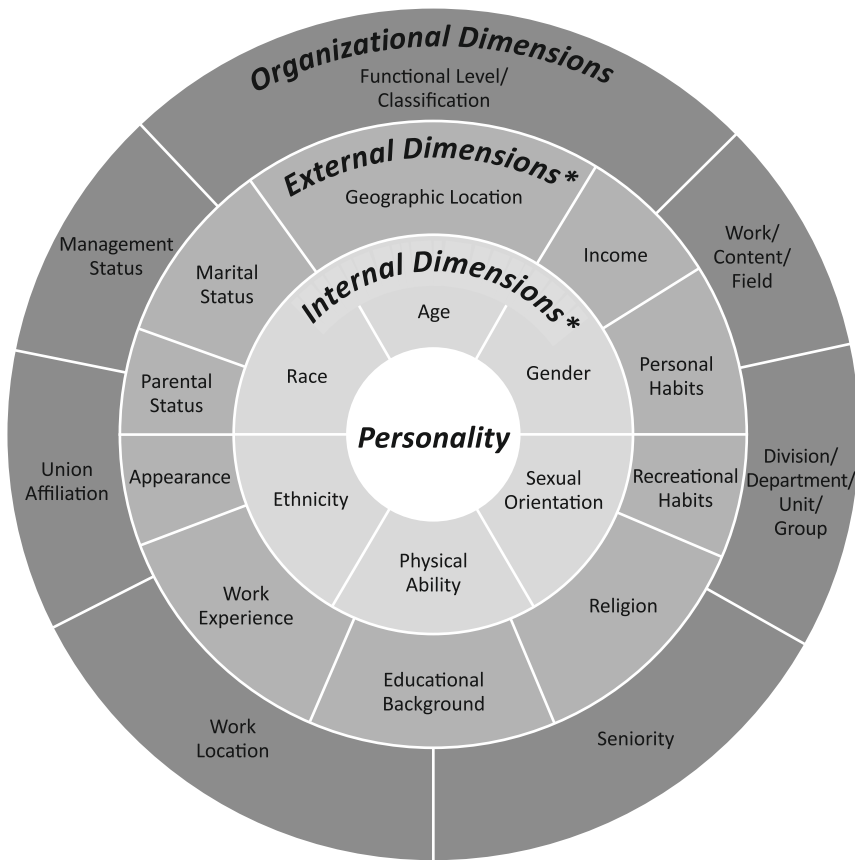 Organizational Dimensions
Functional Level/
Classification
External Dimensions*
Geographic Location
Internal Dimensions*
Age
Management
Status
Marital
Status
Income
Work/
Content/
Field
Race
Gender
Parental
Status
Personal
Habits
Personality
Union
Affiliation
Appearance
Ethnicity
Sexual
Orientation
Recreational
Habits
Division/
Department/
Unit/
Group
Physical
Ability
Work
Experience
Religion
Educational
Background
Work
Location
Seniority